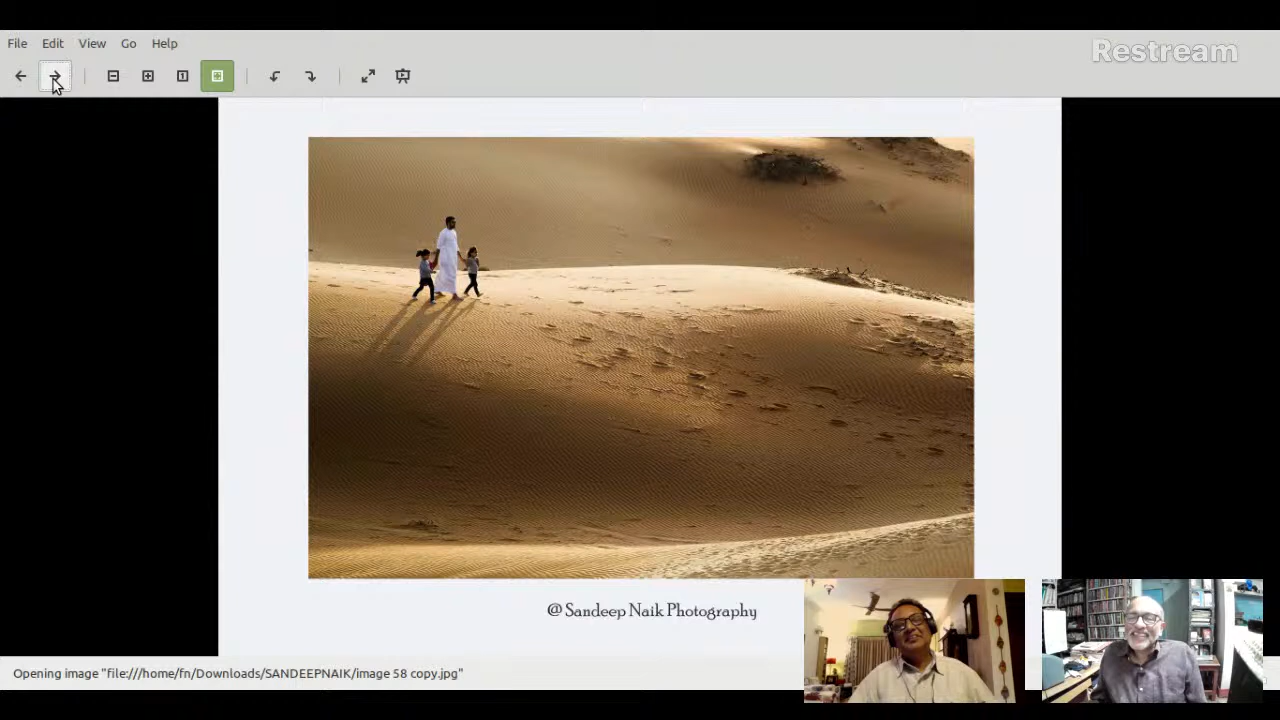 File Edit View Go Help
Restream
@ Sandeep Naik Photography
Opening image "file:///home/fn/Downloads/SANDEEPNAIK/image 58 copy.jpg"